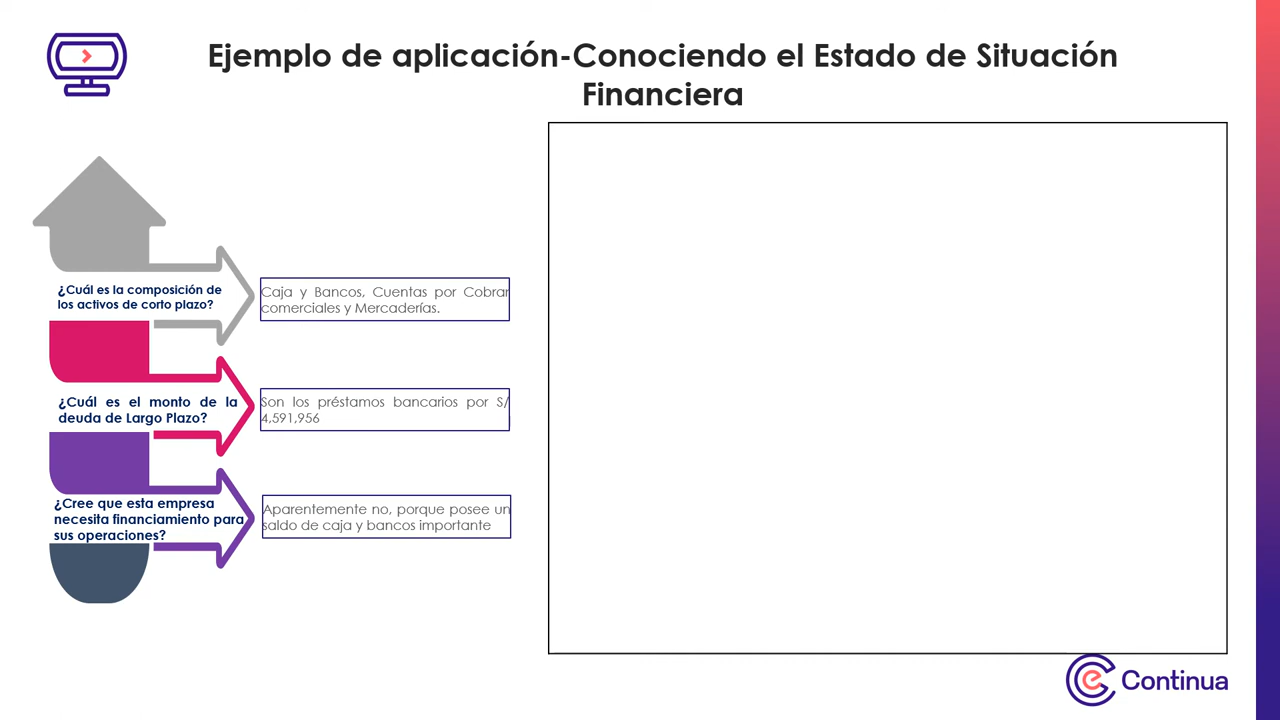 Ejemplo de aplicación-Conociendo el Estado de Situación
Financiera
¿Cuál es la composición de
los activos de corto plazo?
Caja y Bancos, Cuentas por Cobrar
comerciales y Mercaderías.
¿Cuál es el monto de la
deuda de Largo Plazo?
Son los préstamos bancarios por S/
4,591,956
¿Cree que esta empresa
necesita financiamiento para
sus operaciones?
Aparentemente no, porque posee un
saldo de caja y bancos importante
Continua